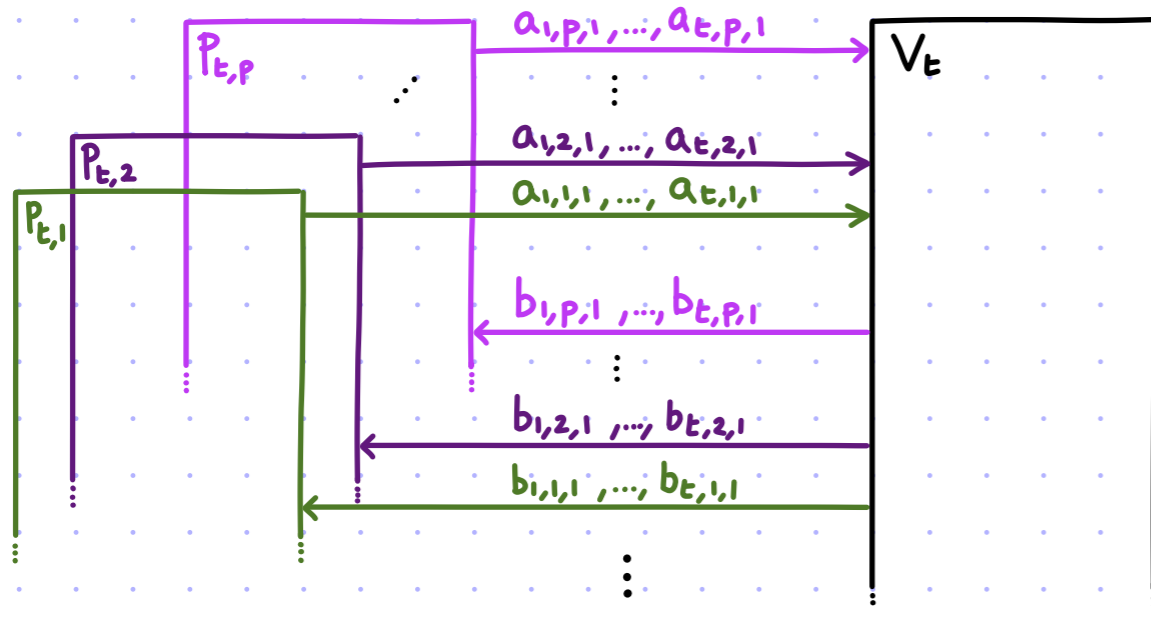 a1,p,1 ,..., at,p,1
Pt,p
Vt
⋰
⋮
a1,2,1 ,..., at,2,1
Pt,2
a1,1,1 ,..., at,1,1
Pt,1
b1,p,1 ,..., bt,p,1
⋮
b1,2,1 ,..., bt,2,1
b1,1,1 ,..., bt,1,1
⋮